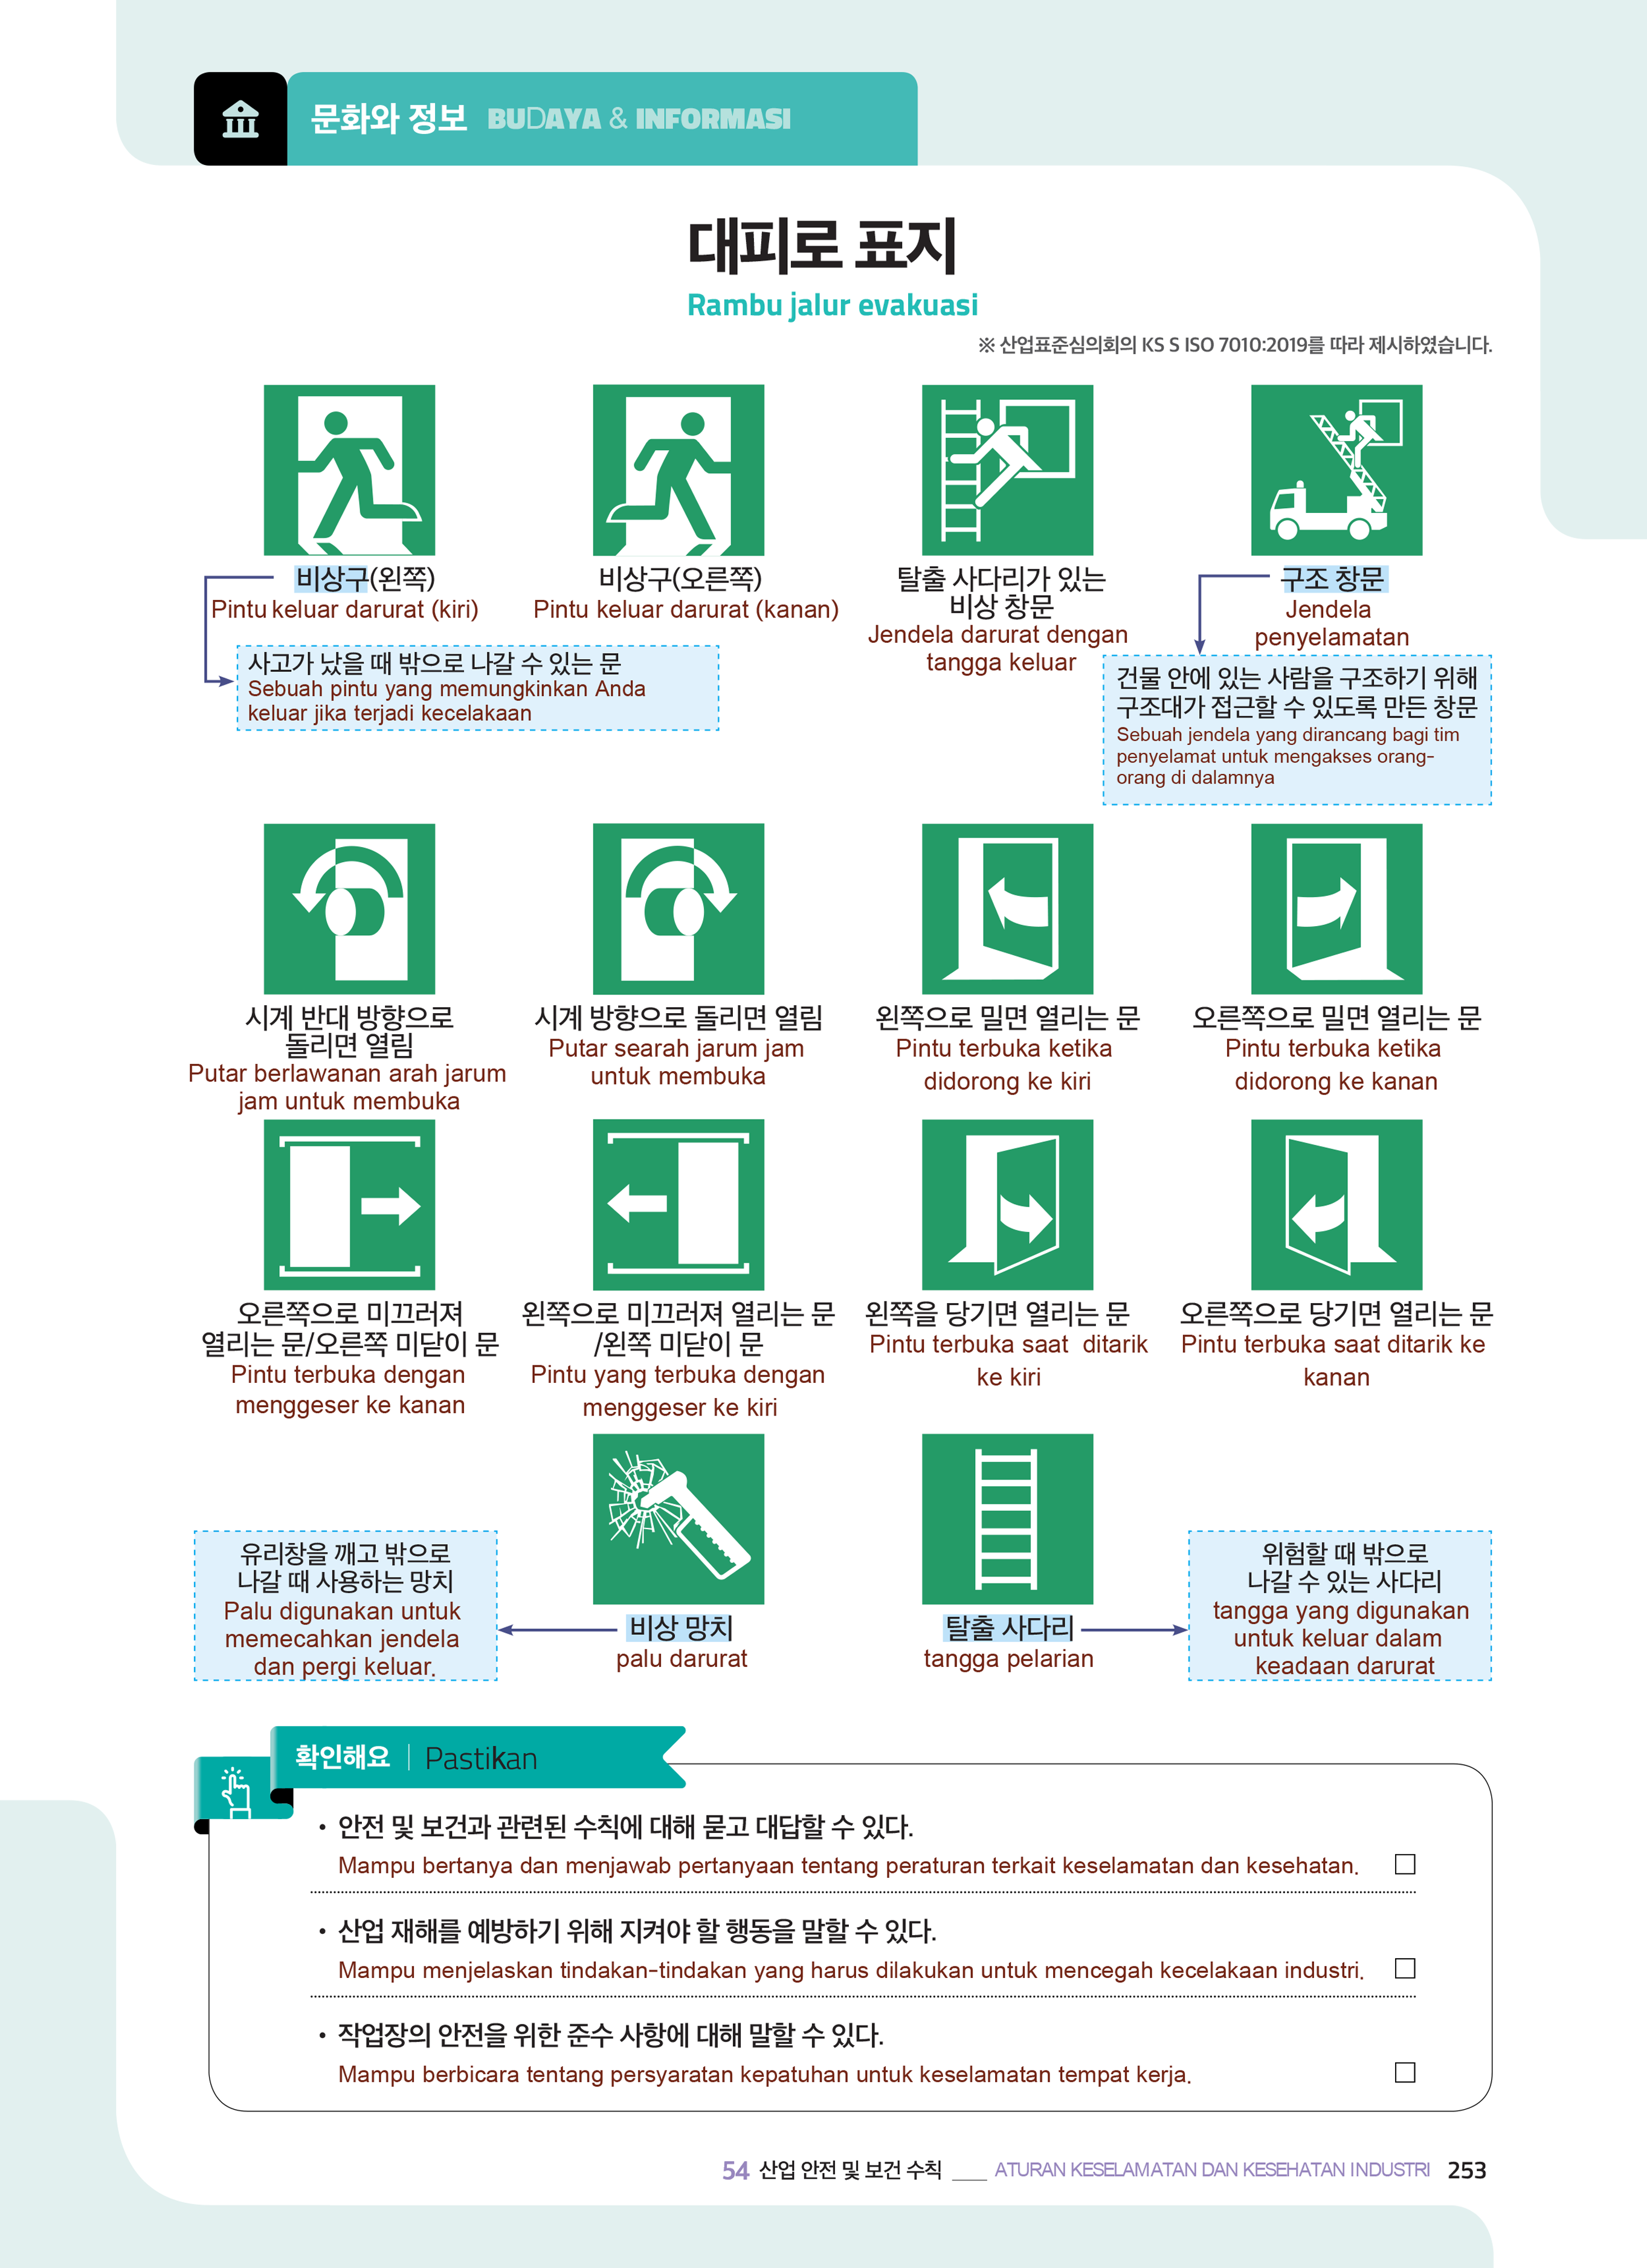 문화와 정보 BUDAYA & INFORMASI
대피로 표지
Rambu jalur evakuasi
※ 산업표준심의회의 KS S ISO 7010:2019를 따라 제시하였습니다.
비상구(왼쪽)
Pintu keluar darurat (kiri)
사고가 났을 때 밖으로 나갈 수 있는 문
Sebuah pintu yang memungkinkan Anda
keluar jika terjadi kecelakaan
비상구(오른쪽)
Pintu keluar darurat (kanan)
탈출 사다리가 있는
비상 창문
Jendela darurat dengan
tangga keluar
구조 창문
Jendela
penyelamatan
건물 안에 있는 사람을 구조하기 위해
구조대가 접근할 수 있도록 만든 창문
Sebuah jendela yang dirancang bagi tim
penyelamat untuk mengakses orang-
orang di dalamnya
시계 반대 방향으로
돌리면 열림
Putar berlawanan arah jarum
jam untuk membuka
시계 방향으로 돌리면 열림
Putar searah jarum jam
untuk membuka
왼쪽으로 밀면 열리는 문
Pintu terbuka ketika
didorong ke kiri
오른쪽으로 밀면 열리는 문
Pintu terbuka ketika
didorong ke kanan
오른쪽으로 미끄러져
열리는 문/오른쪽 미닫이 문
Pintu terbuka dengan
menggeser ke kanan
왼쪽으로 미끄러져 열리는 문
/왼쪽 미닫이 문
Pintu yang terbuka dengan
menggeser ke kiri
왼쪽을 당기면 열리는 문
Pintu terbuka saat ditarik
ke kiri
오른쪽으로 당기면 열리는 문
Pintu terbuka saat ditarik ke
kanan
유리창을 깨고 밖으로
나갈 때 사용하는 망치
Palu digunakan untuk
memecahkan jendela
dan pergi keluar.
비상 망치
palu darurat
탈출 사다리
tangga pelarian
위험할 때 밖으로
나갈 수 있는 사다리
tangga yang digunakan
untuk keluar dalam
keadaan darurat
확인해요 | Pastikan
• 안전 및 보건과 관련된 수칙에 대해 묻고 대답할 수 있다.
Mampu bertanya dan menjawab pertanyaan tentang peraturan terkait keselamatan dan kesehatan. □
• 산업 재해를 예방하기 위해 지켜야 할 행동을 말할 수 있다.
Mampu menjelaskan tindakan-tindakan yang harus dilakukan untuk mencegah kecelakaan industri. □
• 작업장의 안전을 위한 준수 사항에 대해 말할 수 있다.
Mampu berbicara tentang persyaratan kepatuhan untuk keselamatan tempat kerja. □
54 산업 안전 및 보건 수칙 ___ ATURAN KESELAMATAN DAN KESEHATAN INDUSTRI 253